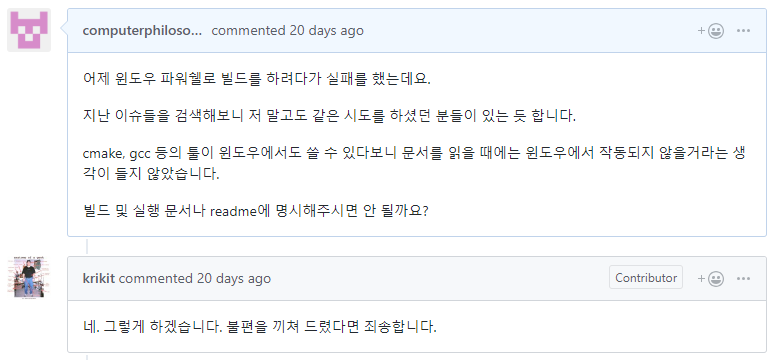 computerphiloso... commented 20 days ago
어제 윈도우 파워쉘로 빌드를 하려다가 실패를 했는데요.
지난 이슈들을 검색해보니 저 말고도 같은 시도를 하셨던 분들이 있는 듯 합니다.
cmake, gcc 등의 툴이 윈도우에서도 쓸 수 있다보니 문서를 읽을 때에는 윈도우에서 작동되지 않을거라는 생
각이 들지 않았습니다.
빌드 및 실행 문서나 readme에 명시해주시면 안 될까요?
krikit commented 20 days ago Contributor
네. 그렇게 하겠습니다. 불편을 끼쳐 드렸다면 죄송합니다.